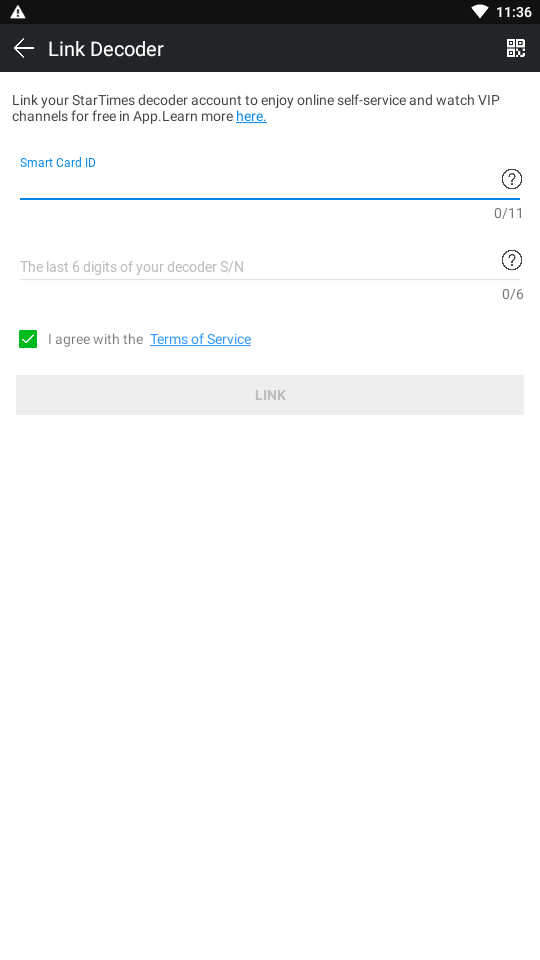 11:36
Link Decoder
Link your StarTimes decoder account to enjoy online self-service and watch VIP
channels for free in App.Learn more here.
Smart Card ID
0/11
The last 6 digits of your decoder S/N
0/6
I agree with the Terms of Service
LINK